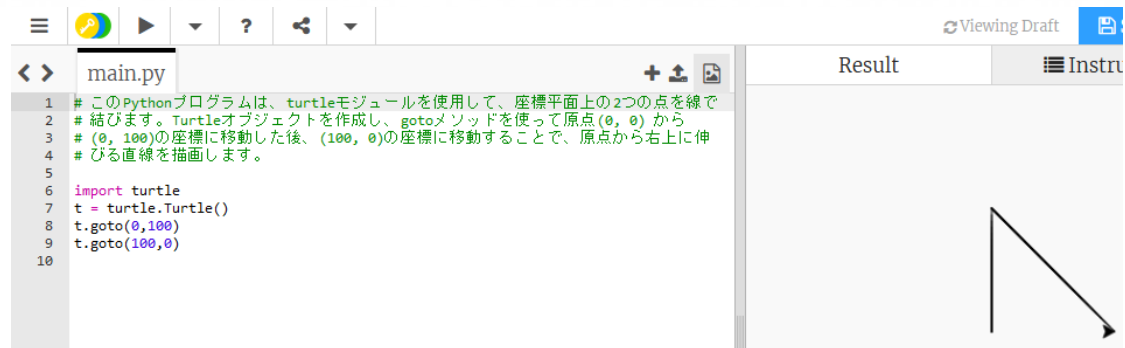 ?
Viewing Draft
main.py
Result
Instru
1 # このPythonプログラムは、turtleモジュールを使用して、座標平面上の2つの点を線で
2 # 結びます。Turtleオブジェクトを作成し、gotoメソッドを使って原点(0, 0) から
3 # (0, 100)の座標に移動した後、(100, 0)の座標に移動することで、原点から右上に伸
4 # びる直線を描画します。
5
6 import turtle
7 t = turtle.Turtle()
8 t.goto(0,100)
9 t.goto(100,0)
10